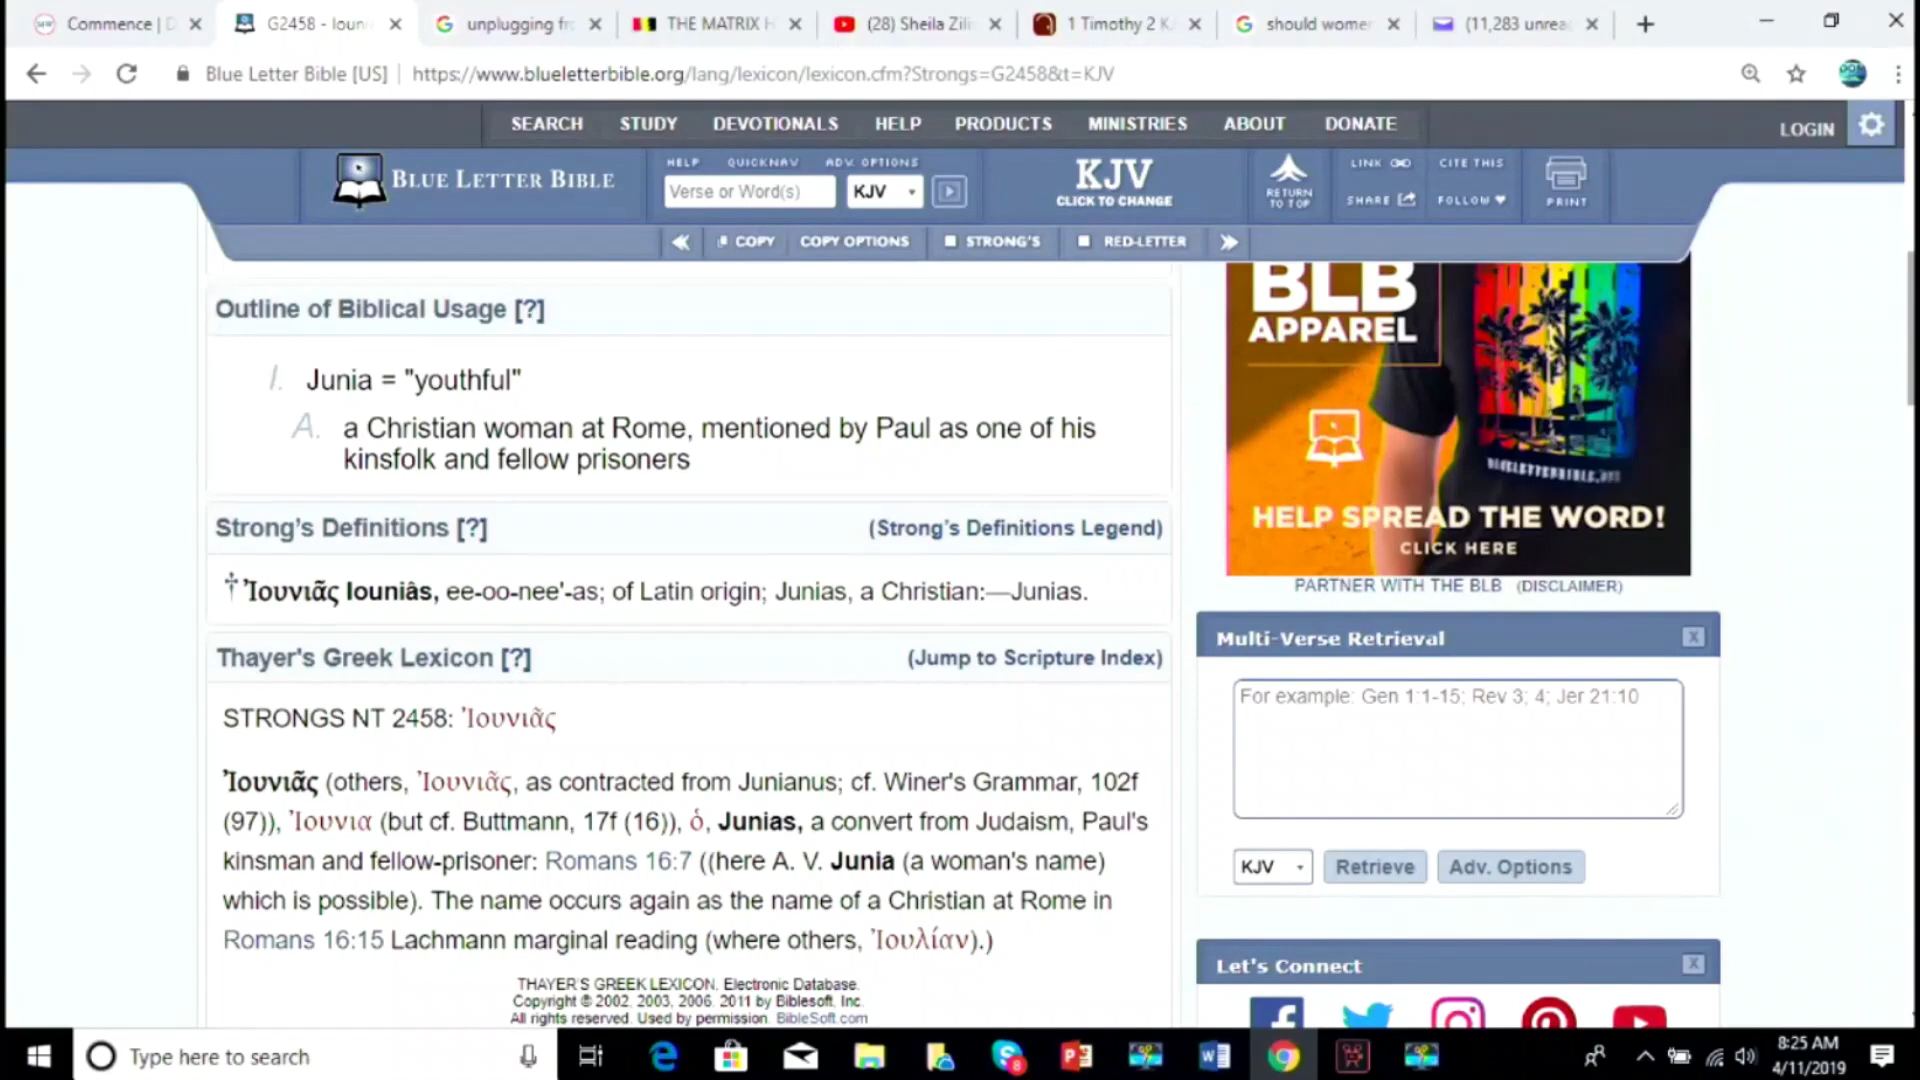 Commence | D
G2458 - Iouni
unplugging fr
THE MATRIX H
(28) Sheila Zili
1 Timothy 2 K
should wome
(11,283 unrea
Blue Letter Bible [US] | https://www.blueletterbible.org/lang/lexicon/lexicon.cfm?Strongs=G2458&t=KJV
SEARCH STUDY DEVOTIONALS HELP PRODUCTS MINISTRIES ABOUT DONATE
LOGIN
BLUE LETTER BIBLE
HELP QUICKNAV ADV. OPTIONS
Verse or Word(s) KJV
KJV
CLICK TO CHANGE
RETURN
TO TOP
LINK CITE THIS
SHARE FOLLOW
PRINT
COPY COPY OPTIONS STRONG'S RED-LETTER
Outline of Biblical Usage [?]
I. Junia = "youthful"
A. a Christian woman at Rome, mentioned by Paul as one of his
kinsfolk and fellow prisoners
Strong's Definitions [?] (Strong's Definitions Legend)
† Ἰουνιᾶς Iouniâs, ee-oo-nee'-as; of Latin origin; Junias, a Christian:—Junias.
Thayer's Greek Lexicon [?] (Jump to Scripture Index)
STRONGS NT 2458: Ἰουνιᾶς
Ἰουνιᾶς (others, Ἰουνιᾶς, as contracted from Junianus; cf. Winer's Grammar, 102f
(97)), Ἰουνια (but cf. Buttmann, 17f (16)), ὁ, Junias, a convert from Judaism, Paul's
kinsman and fellow-prisoner: Romans 16:7 ((here A. V. Junia (a woman's name)
which is possible). The name occurs again as the name of a Christian at Rome in
Romans 16:15 Lachmann marginal reading (where others, Ἰουλίαν).)
THAYER'S GREEK LEXICON, Electronic Database.
Copyright © 2002, 2003, 2006, 2011 by Biblesoft, Inc.
All rights reserved. Used by permission. BibleSoft.com
BLB
APPAREL
BLUELETTERBIBLE.ORG
HELP SPREAD THE WORD!
CLICK HERE
PARTNER WITH THE BLB (DISCLAIMER)
Multi-Verse Retrieval X
For example: Gen 1:1-15; Rev 3; 4; Jer 21:10
KJV Retrieve Adv. Options
Let's Connect X
Type here to search
8
8:25 AM
4/11/2019